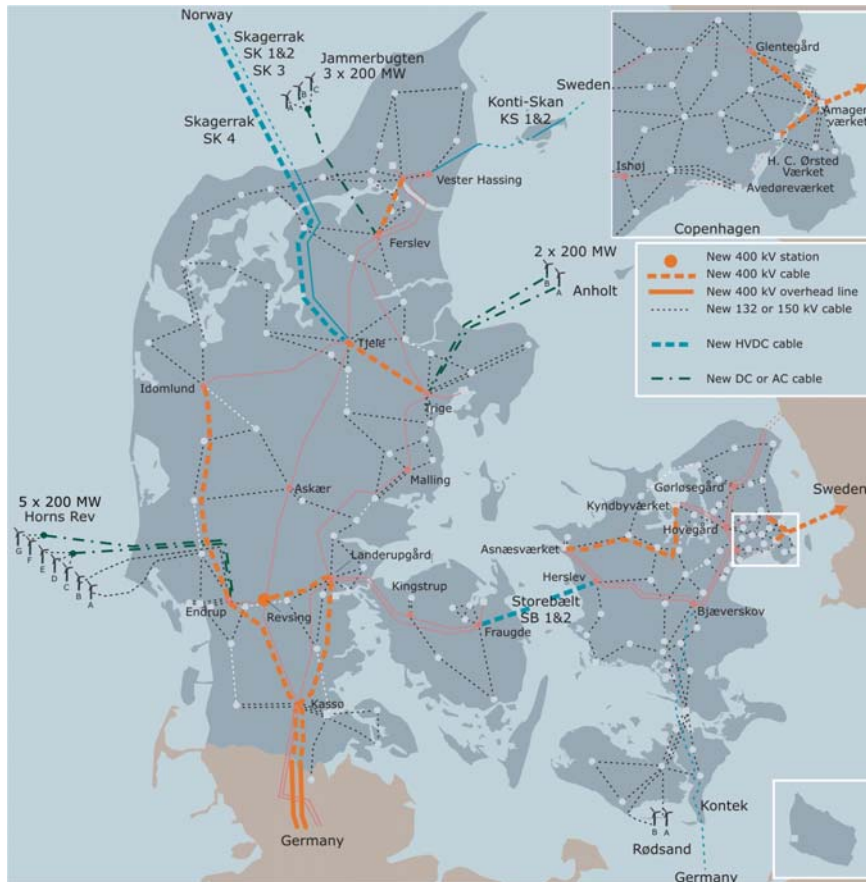 Norway
Skagerrak
SK 1&2
SK 3
Jammerbugten
3 x 200 MW
A
B
C
Skagerrak
SK 4
Konti-Skan
KS 1&2
Sweden
Vester Hassing
Ferslev
2 x 200 MW
B
A
Anholt
Tjele
Trige
Idomlund
Askær
Malling
5 x 200 MW
Horns Rev
G
F
E
D
C
B
A
Landerupgård
Endrup
Revsing
Kingstrup
Fraugde
Storebælt
SB 1&2
Kassø
Germany
Gørløsegård
Kyndbyværket
Hovegård
Asnæsværket
Herslev
Bjæverskov
Sweden
Kontek
B
A
Rødsand
Germany
Glentegård
Amager
værket
H. C. Ørsted
Værket
Ishøj
Avedøreværket
Copenhagen
New 400 kV station
New 400 kV cable
New 400 kV overhead line
New 132 or 150 kV cable
New HVDC cable
New DC or AC cable